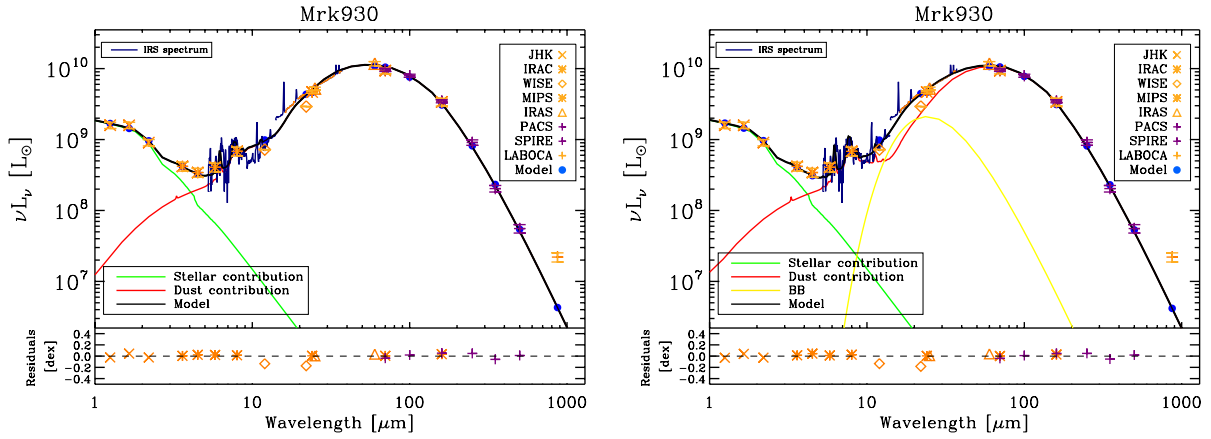 Mrk930
IRS spectrum
JHK
IRAC
WISE
MIPS
IRAS
PACS
SPIRE
LABOCA
Model
νLν [L⊙]
10^10
10^9
10^8
10^7
Stellar contribution
Dust contribution
Model
Residuals [dex]
0.4
0.2
0.0
−0.2
−0.4
1
10
100
1000
Wavelength [μm]
Mrk930
IRS spectrum
JHK
IRAC
WISE
MIPS
IRAS
PACS
SPIRE
LABOCA
Model
νLν [L⊙]
10^10
10^9
10^8
10^7
Stellar contribution
Dust contribution
BB
Model
Residuals [dex]
0.4
0.2
0.0
−0.2
−0.4
1
10
100
1000
Wavelength [μm]